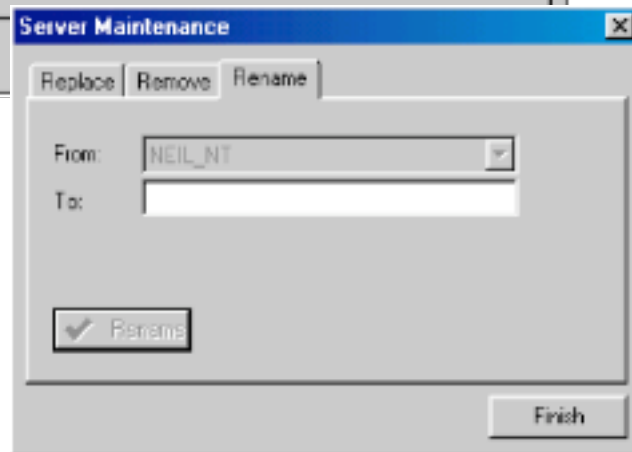 Server Maintenance
Replace Remove Rename
From: NEIL_NT
To:
Rename
Finish